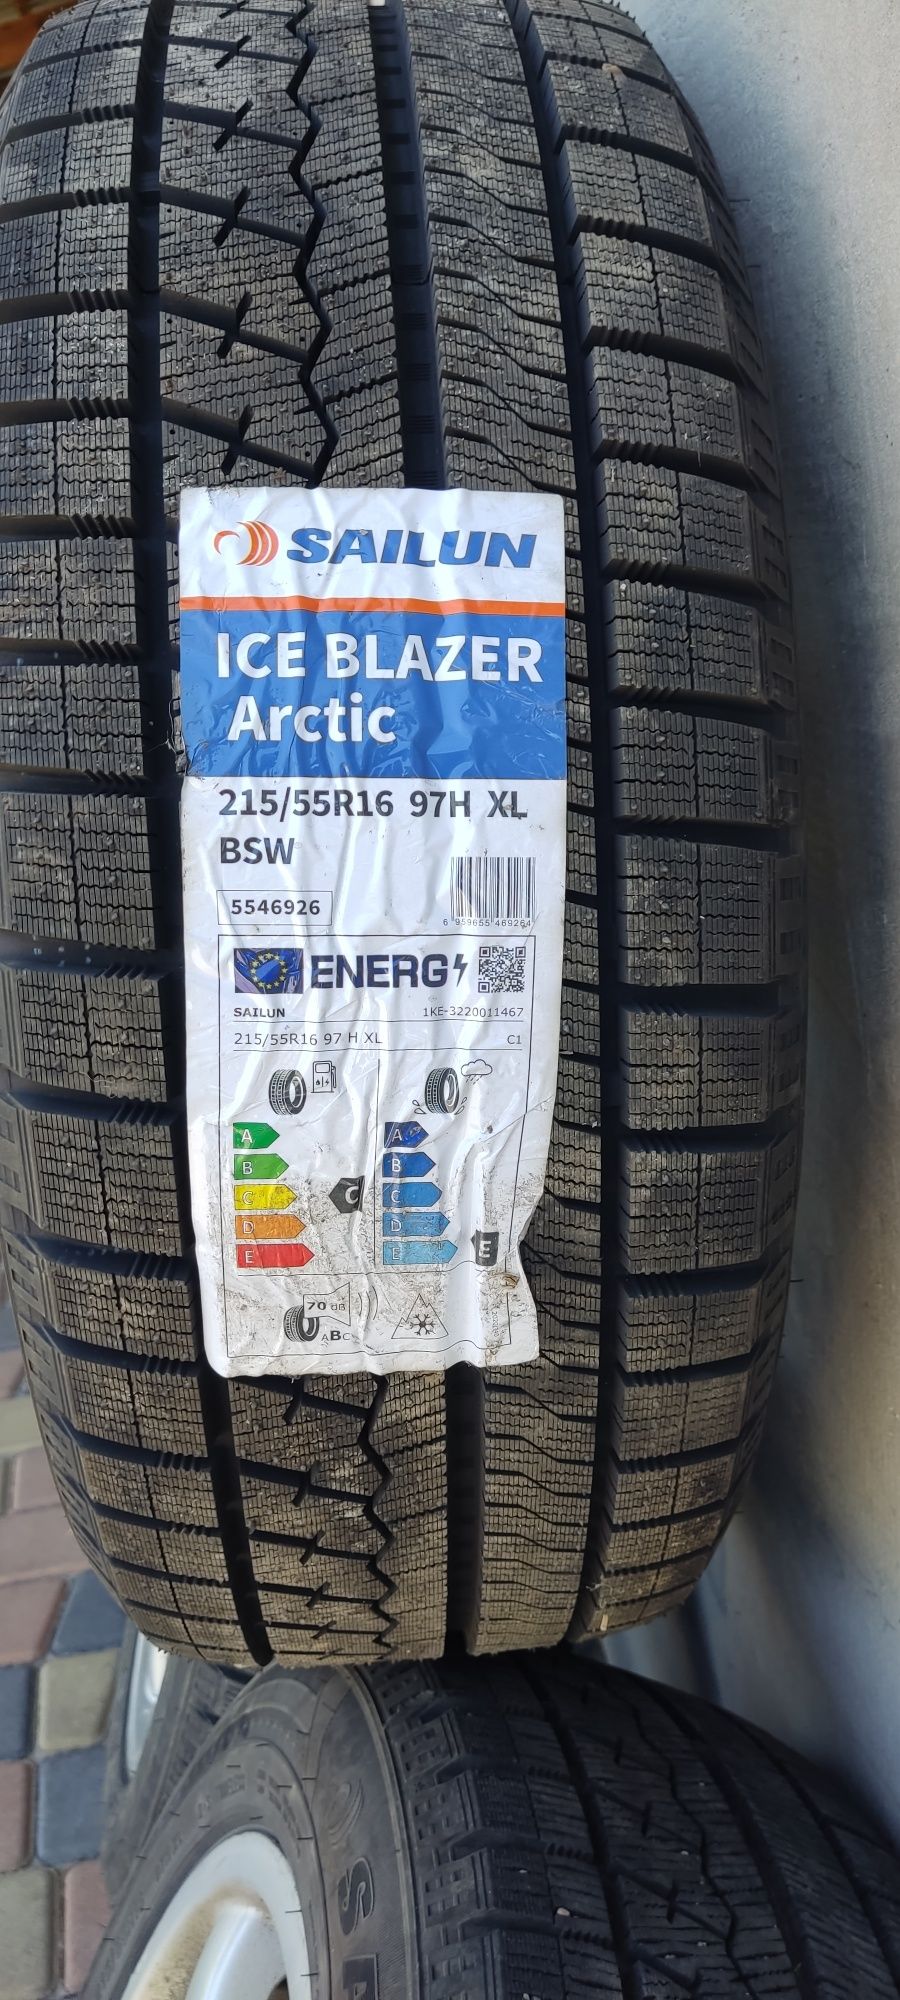 SAILUN
ICE BLAZER
Arctic
215/55R16 97H XL
BSW
5546926
6 959655 469264
ENERG
SAILUN 1KE-3220011467
215/55R16 97 H XL C1
A A
B B
C C C
D D
E E E
70 dB
ABC
S